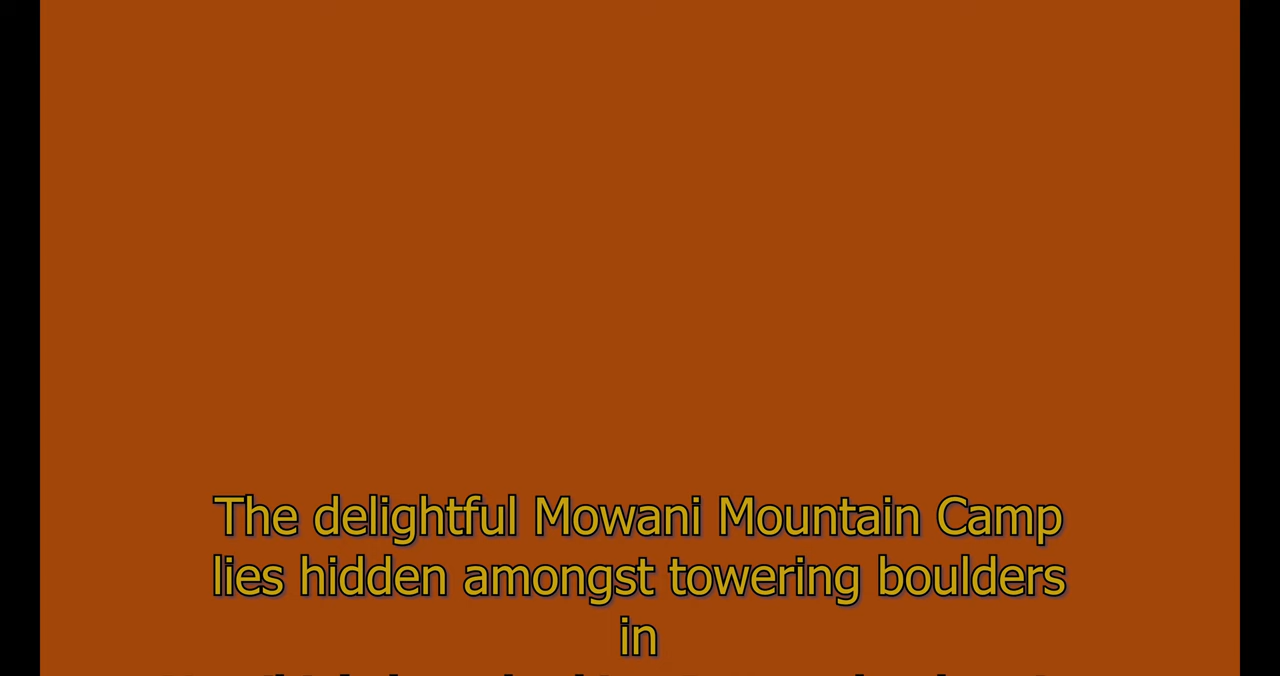 The delightful Mowani Mountain Camp
lies hidden amongst towering boulders
in